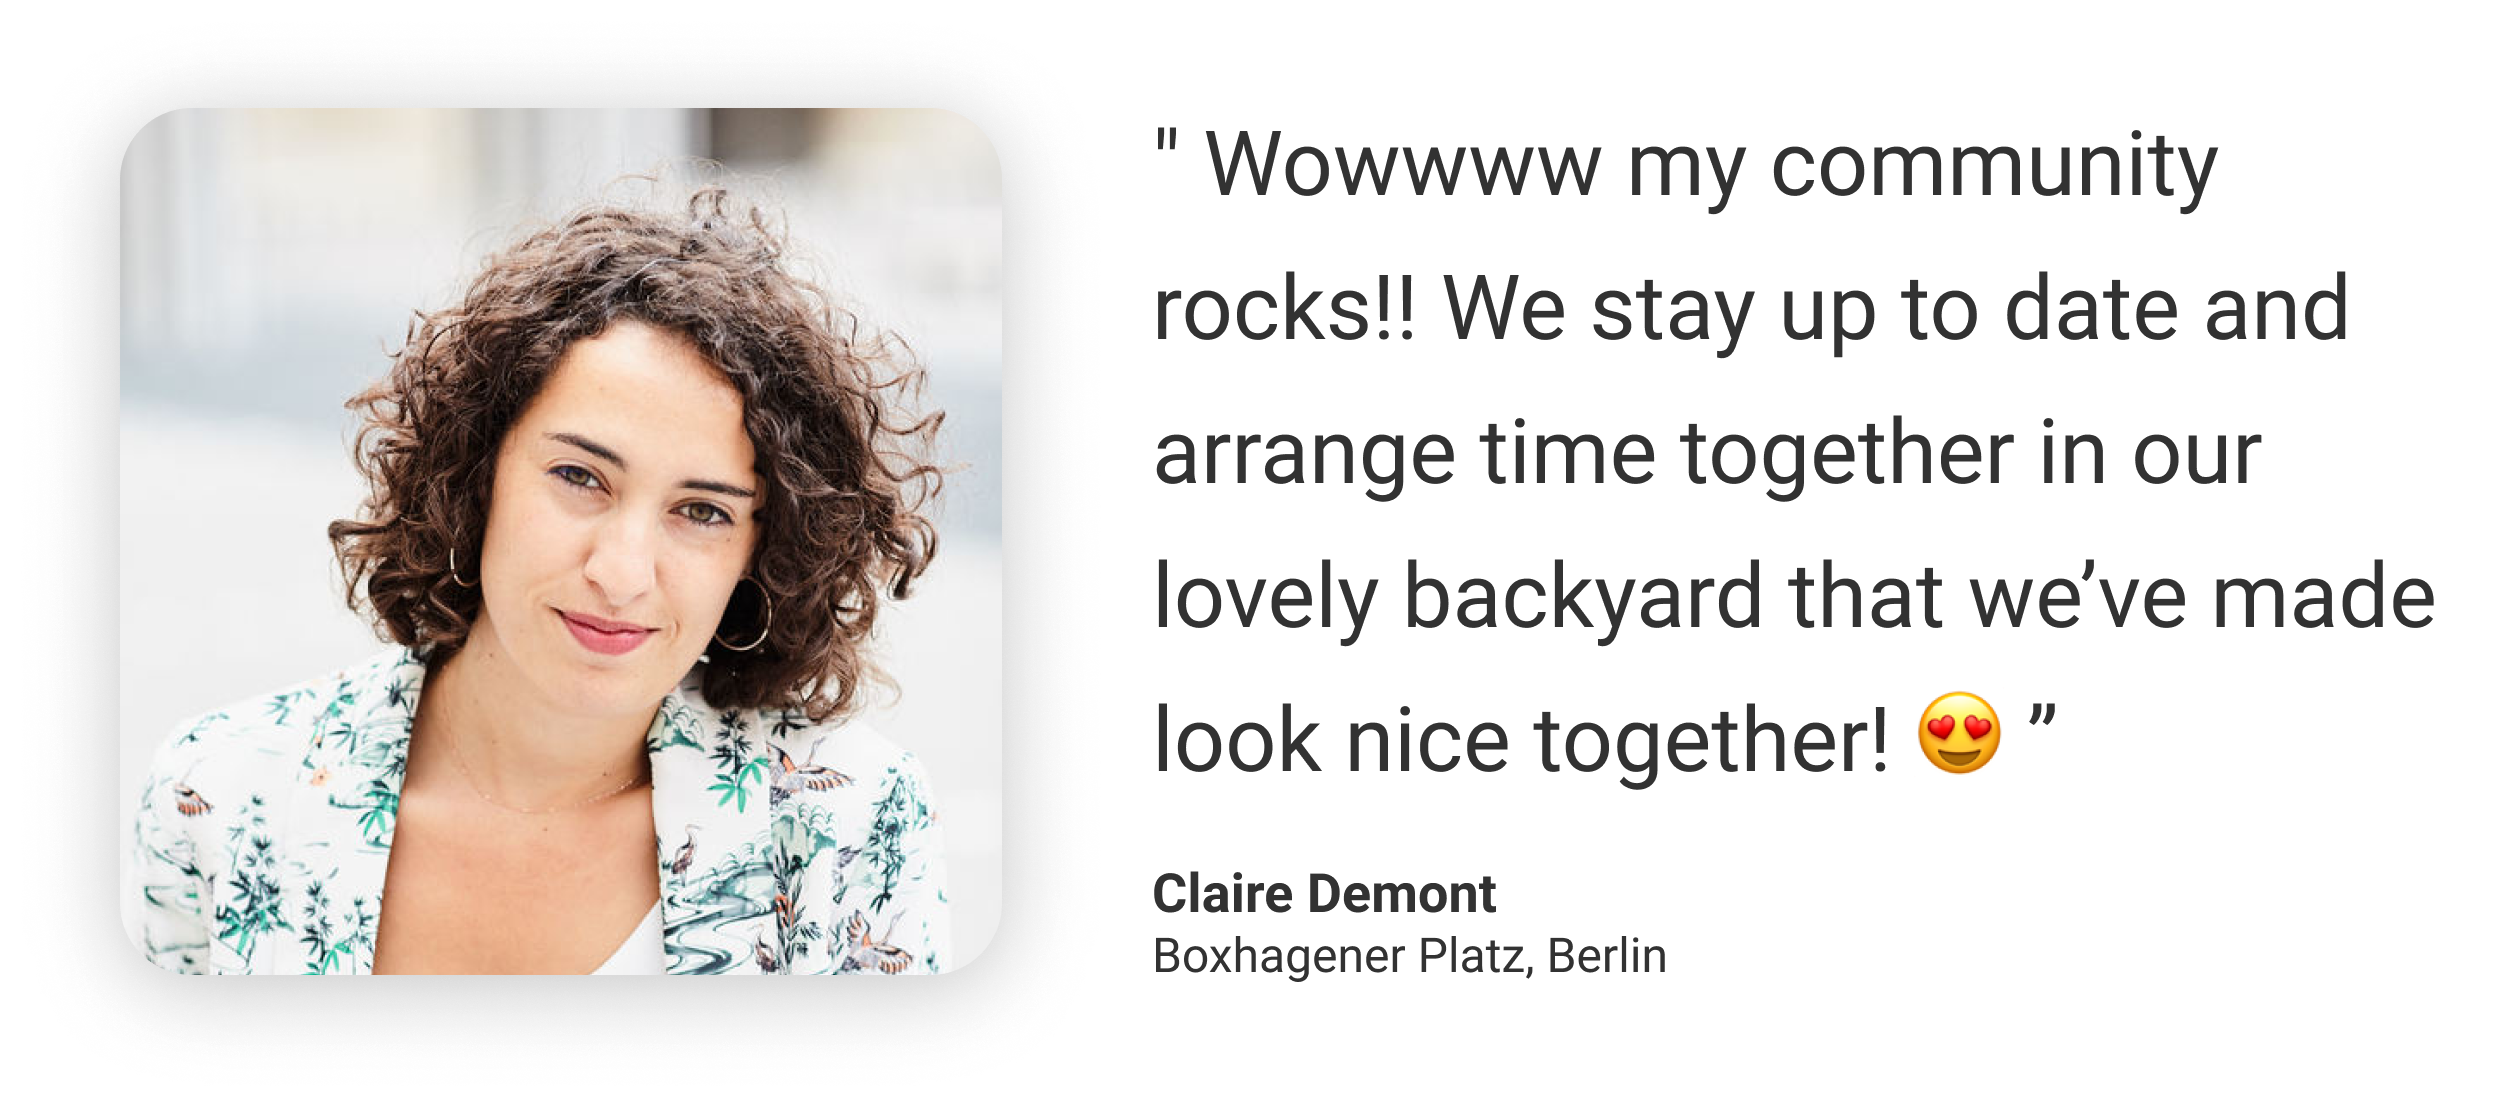 " Wowwww my community
rocks!! We stay up to date and
arrange time together in our
lovely backyard that we’ve made
look nice together! 😍 ”
Claire Demont
Boxhagener Platz, Berlin